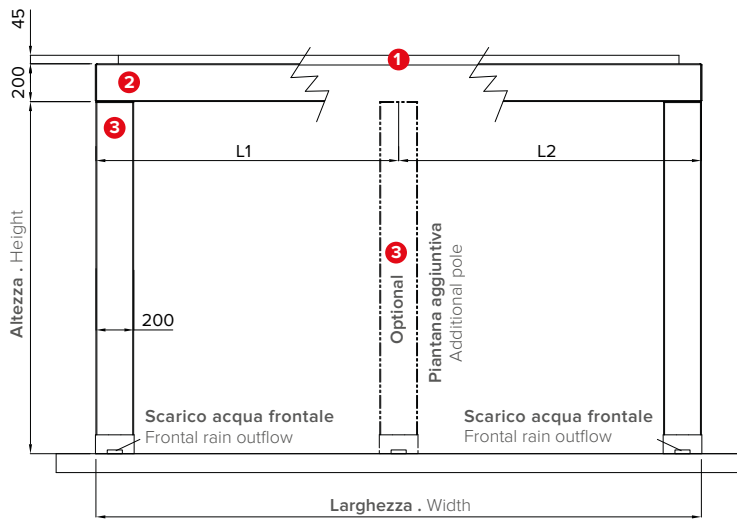 45
1
200
2
3
L1
L2
3
Altezza . Height
Optional
Piantana aggiuntiva
Additional pole
200
Scarico acqua frontale
Frontal rain outflow
Scarico acqua frontale
Frontal rain outflow
Larghezza . Width